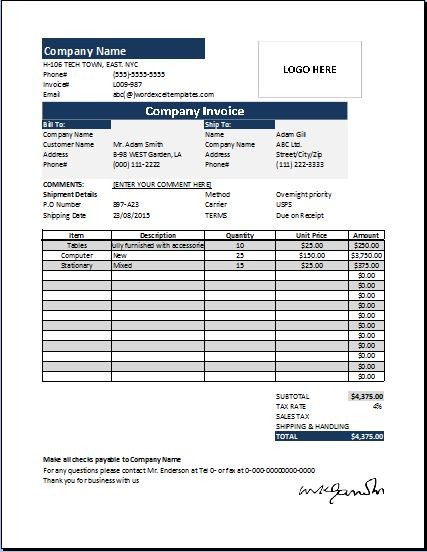 Company Name
H-106 TECH TOWN, EAST. NYC
Phone# (555)-5555-5555
Invoice# L009-987
Email abc[@]wordexceltemplates.com
LOGO HERE
Company Invoice
Bill To: Ship To:
Company Name Name Adam Gill
Customer Name Mr. Adam Smith Company Name ABC Ltd.
Address B-98 WEST Garden, LA Address Street/City/Zip
Phone# (000) 111-2222 Phone# (111) 222-3333
COMMENTS: [ENTER YOUR COMMENT HERE]
Shipment Details Method Overnight priority
P.O Number 897-A23 Carrier USPS
Shipping Date 23/08/2015 TERMS Due on Receipt
Item Description Quantity Unit Price Amount
Tables ully furnished with accessorie 10 $25.00 $250.00
Computer New 25 $150.00 $3,750.00
Stationary Mixed 15 $25.00 $375.00
$0.00
$0.00
$0.00
$0.00
$0.00
$0.00
$0.00
$0.00
$0.00
$0.00
$0.00
SUBTOTAL $4,375.00
TAX RATE 4%
SALES TAX
SHIPPING & HANDLING
TOTAL $4,375.00
Make all checks payable to Company Name
For any questions please contact Mr. Enderson at Tel 0- or fax at 0-000-00000000-0000
Thank you for business with us